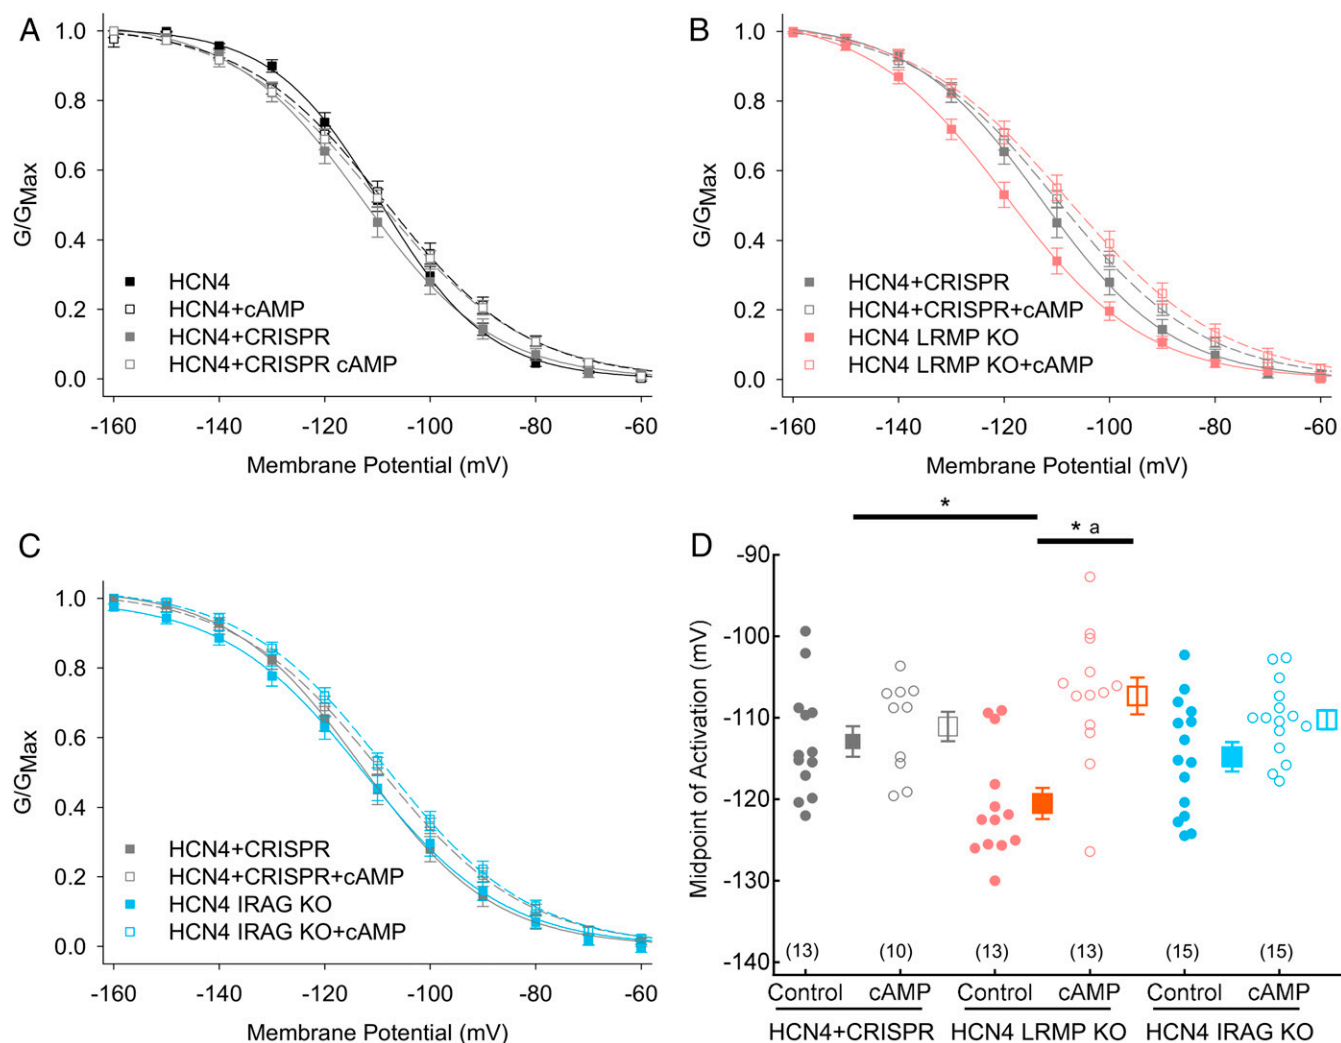 A
1.0
0.8
0.6
0.4
0.2
0.0
G/GMax
HCN4
HCN4+cAMP
HCN4+CRISPR
HCN4+CRISPR cAMP
-160 -140 -120 -100 -80 -60
Membrane Potential (mV)
B
1.0
0.8
0.6
0.4
0.2
0.0
G/GMax
HCN4+CRISPR
HCN4+CRISPR+cAMP
HCN4 LRMP KO
HCN4 LRMP KO+cAMP
-160 -140 -120 -100 -80 -60
Membrane Potential (mV)
C
1.0
0.8
0.6
0.4
0.2
0.0
G/GMax
HCN4+CRISPR
HCN4+CRISPR+cAMP
HCN4 IRAG KO
HCN4 IRAG KO+cAMP
-160 -140 -120 -100 -80 -60
Membrane Potential (mV)
D
*
* a
-90
-100
-110
-120
-130
-140
Midpoint of Activation (mV)
(13) (10) (13) (13) (15) (15)
Control cAMP Control cAMP Control cAMP
HCN4+CRISPR HCN4 LRMP KO HCN4 IRAG KO